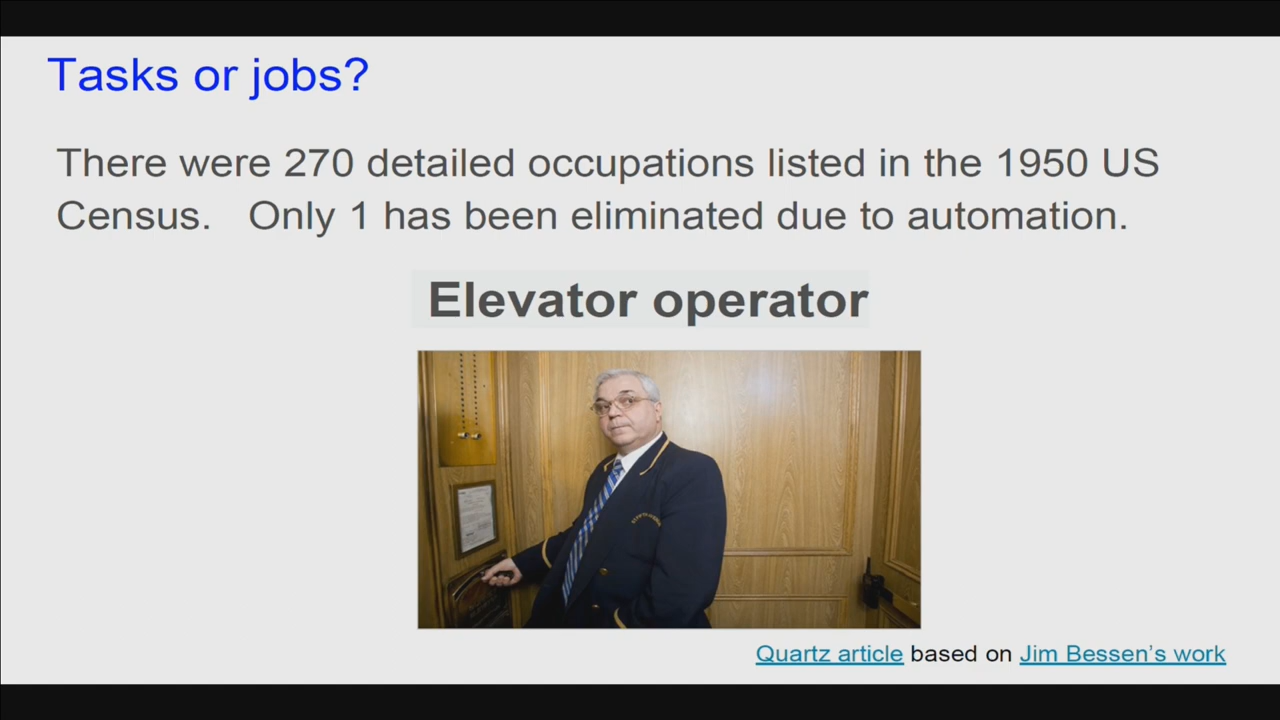 Tasks or jobs?
There were 270 detailed occupations listed in the 1950 US
Census. Only 1 has been eliminated due to automation.
Elevator operator
Quartz article based on Jim Bessen's work